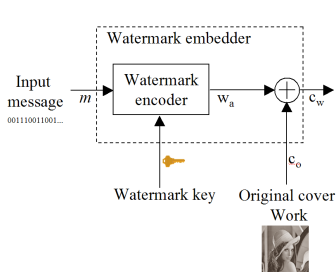 Watermark embedder
Input
message
001110011001...
m
Watermark
encoder
wa
cw
co
Watermark key
Original cover
Work